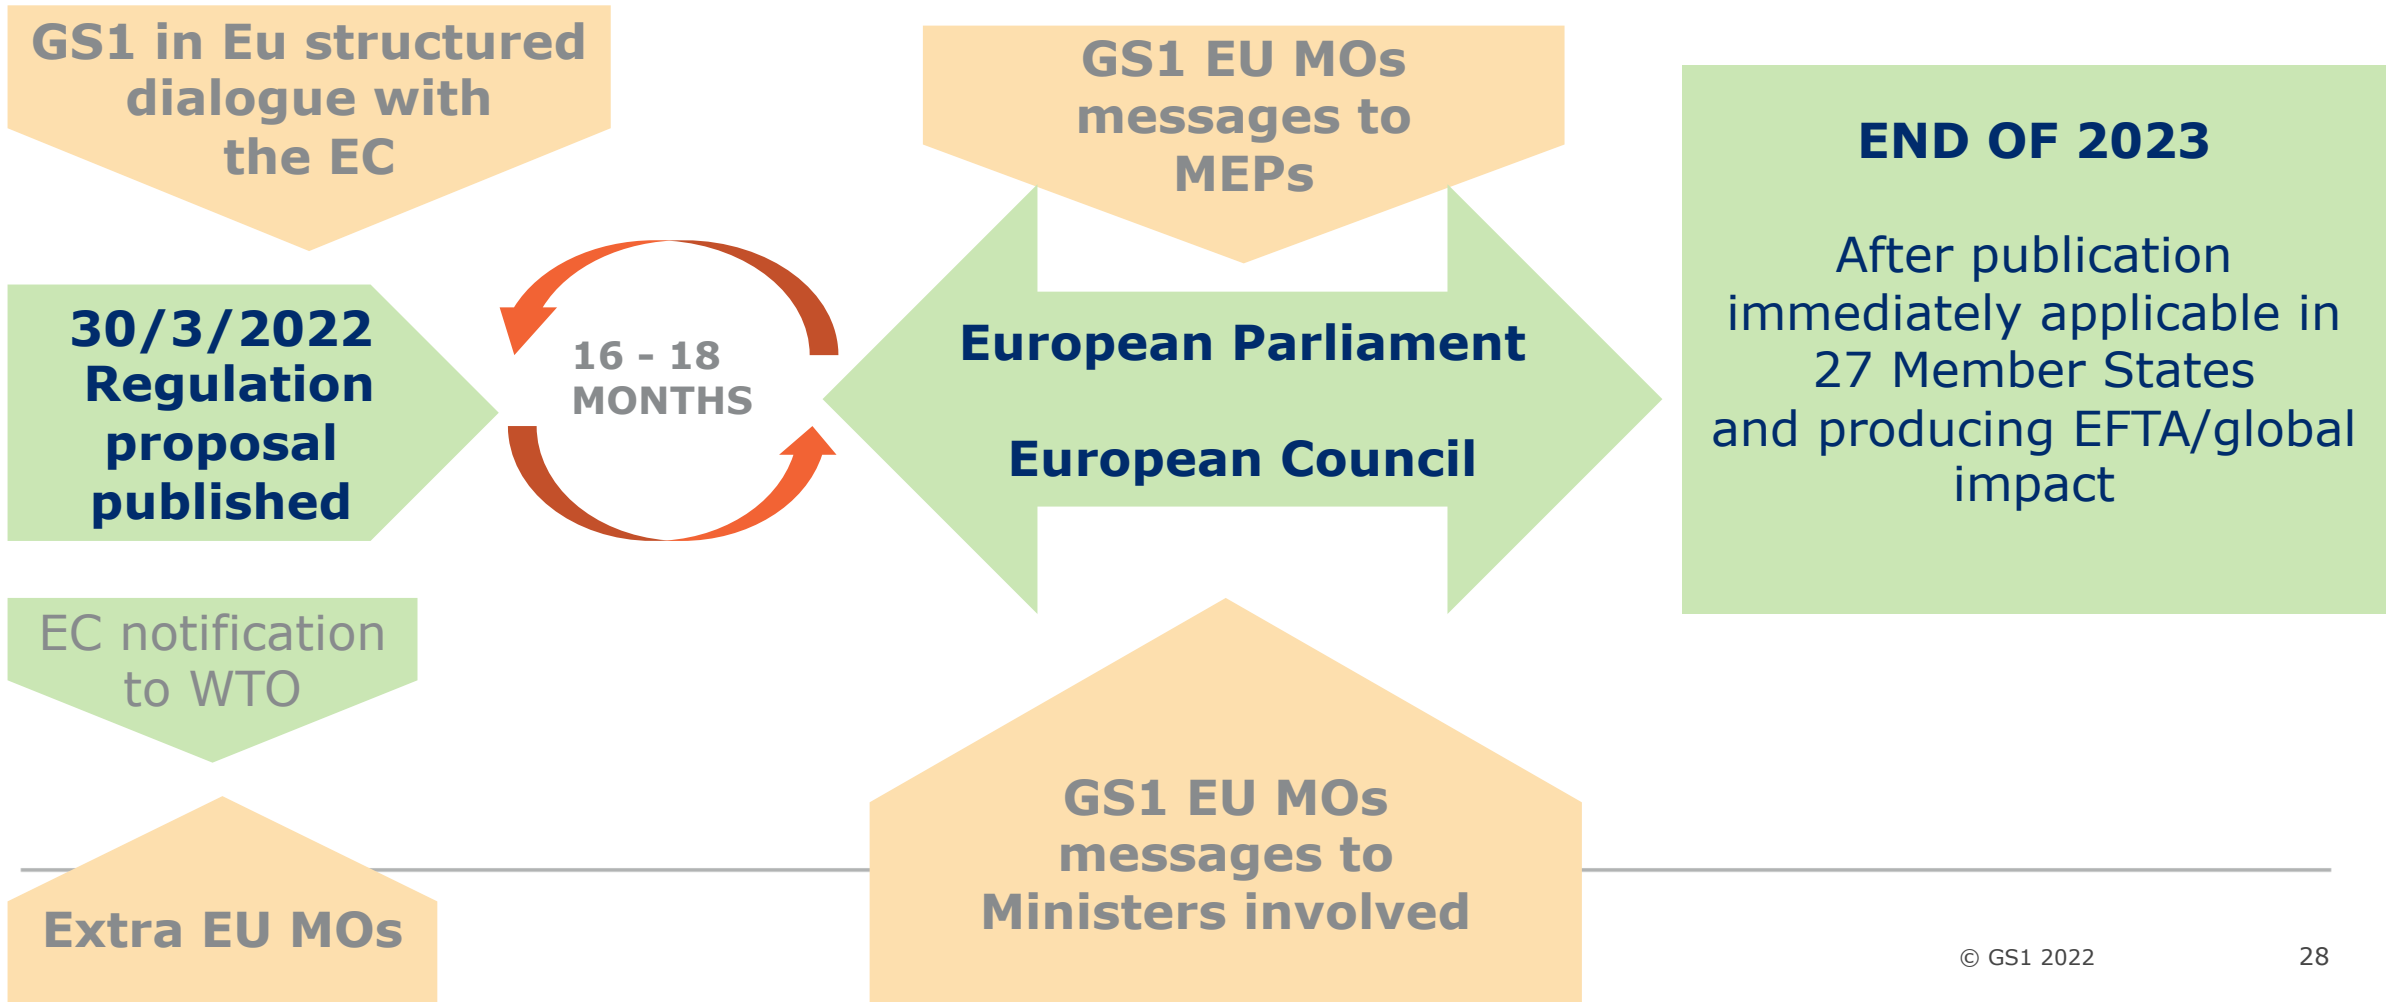 GS1 in Eu structured
dialogue with
the EC
GS1 EU MOs
messages to
MEPs
30/3/2022
Regulation
proposal
published
16 - 18
MONTHS
European Parliament
European Council
END OF 2023
After publication
immediately applicable in
27 Member States
and producing EFTA/global
impact
EC notification
to WTO
Extra EU MOs
GS1 EU MOs
messages to
Ministers involved
© GS1 2022
28